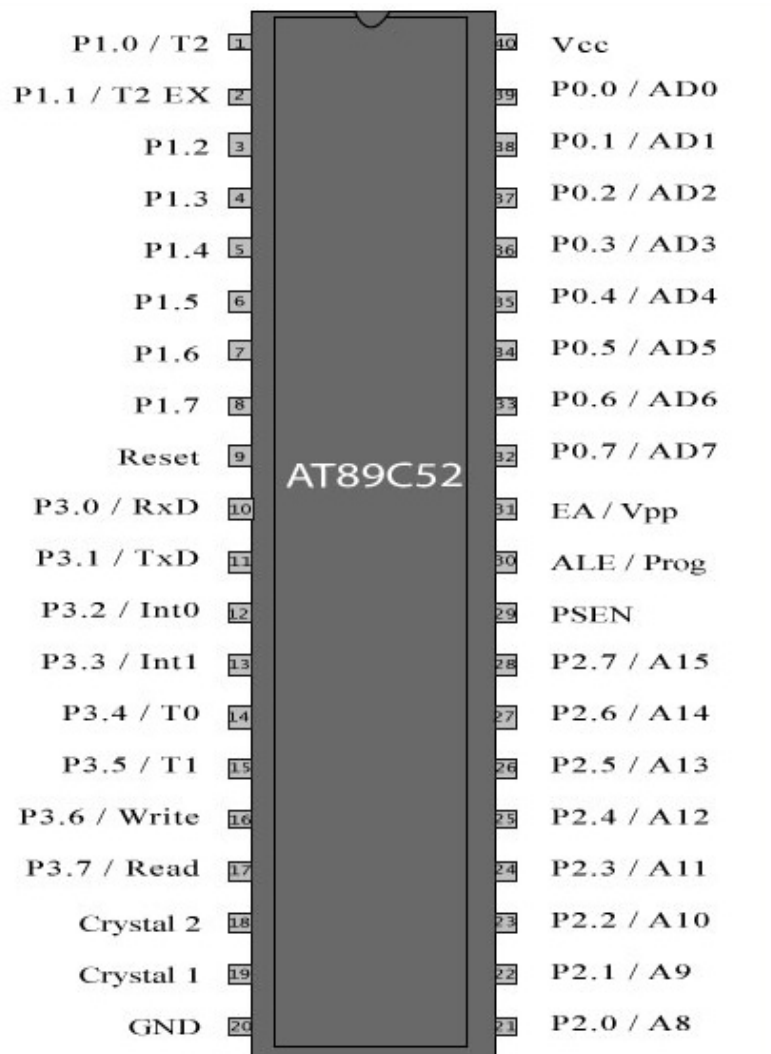 P1.0 / T2 1 40 Vcc
P1.1 / T2 EX 2 39 P0.0 / AD0
P1.2 3 38 P0.1 / AD1
P1.3 4 37 P0.2 / AD2
P1.4 5 36 P0.3 / AD3
P1.5 6 35 P0.4 / AD4
P1.6 7 34 P0.5 / AD5
P1.7 8 33 P0.6 / AD6
Reset 9 32 P0.7 / AD7
AT89C52
P3.0 / RxD 10 31 EA / Vpp
P3.1 / TxD 11 30 ALE / Prog
P3.2 / Int0 12 29 PSEN
P3.3 / Int1 13 28 P2.7 / A15
P3.4 / T0 14 27 P2.6 / A14
P3.5 / T1 15 26 P2.5 / A13
P3.6 / Write 16 25 P2.4 / A12
P3.7 / Read 17 24 P2.3 / A11
Crystal 2 18 23 P2.2 / A10
Crystal 1 19 22 P2.1 / A9
GND 20 21 P2.0 / A8